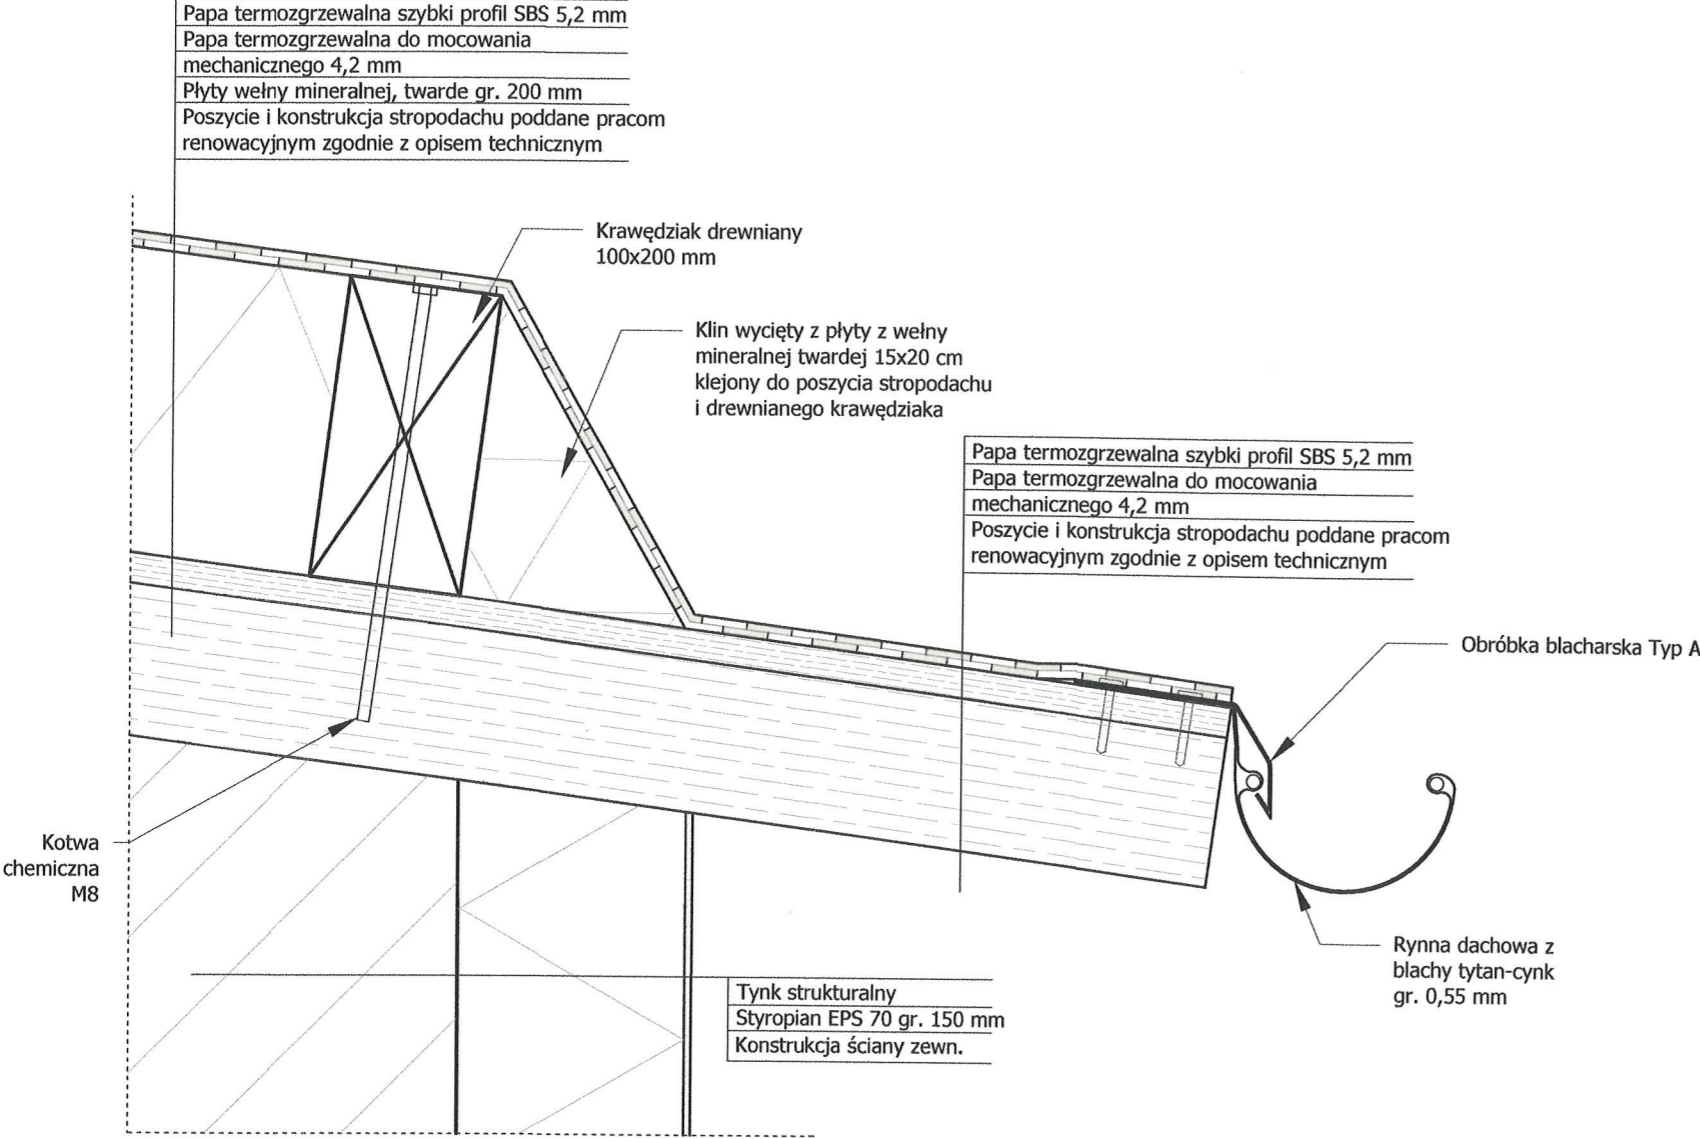 Papa termozgrzewalna szybki profil SBS 5,2 mm
Papa termozgrzewalna do mocowania
mechanicznego 4,2 mm
Płyty wełny mineralnej, twarde gr. 200 mm
Poszycie i konstrukcja stropodachu poddane pracom
renowacyjnym zgodnie z opisem technicznym
Krawędziak drewniany
100x200 mm
Klin wycięty z płyty z wełny
mineralnej twardej 15x20 cm
klejony do poszycia stropodachu
i drewnianego krawędziaka
Papa termozgrzewalna szybki profil SBS 5,2 mm
Papa termozgrzewalna do mocowania
mechanicznego 4,2 mm
Poszycie i konstrukcja stropodachu poddane pracom
renowacyjnym zgodnie z opisem technicznym
Obróbka blacharska Typ A
Kotwa
chemiczna
M8
Rynna dachowa z
blachy tytan-cynk
gr. 0,55 mm
Tynk strukturalny
Styropian EPS 70 gr. 150 mm
Konstrukcja ściany zewn.